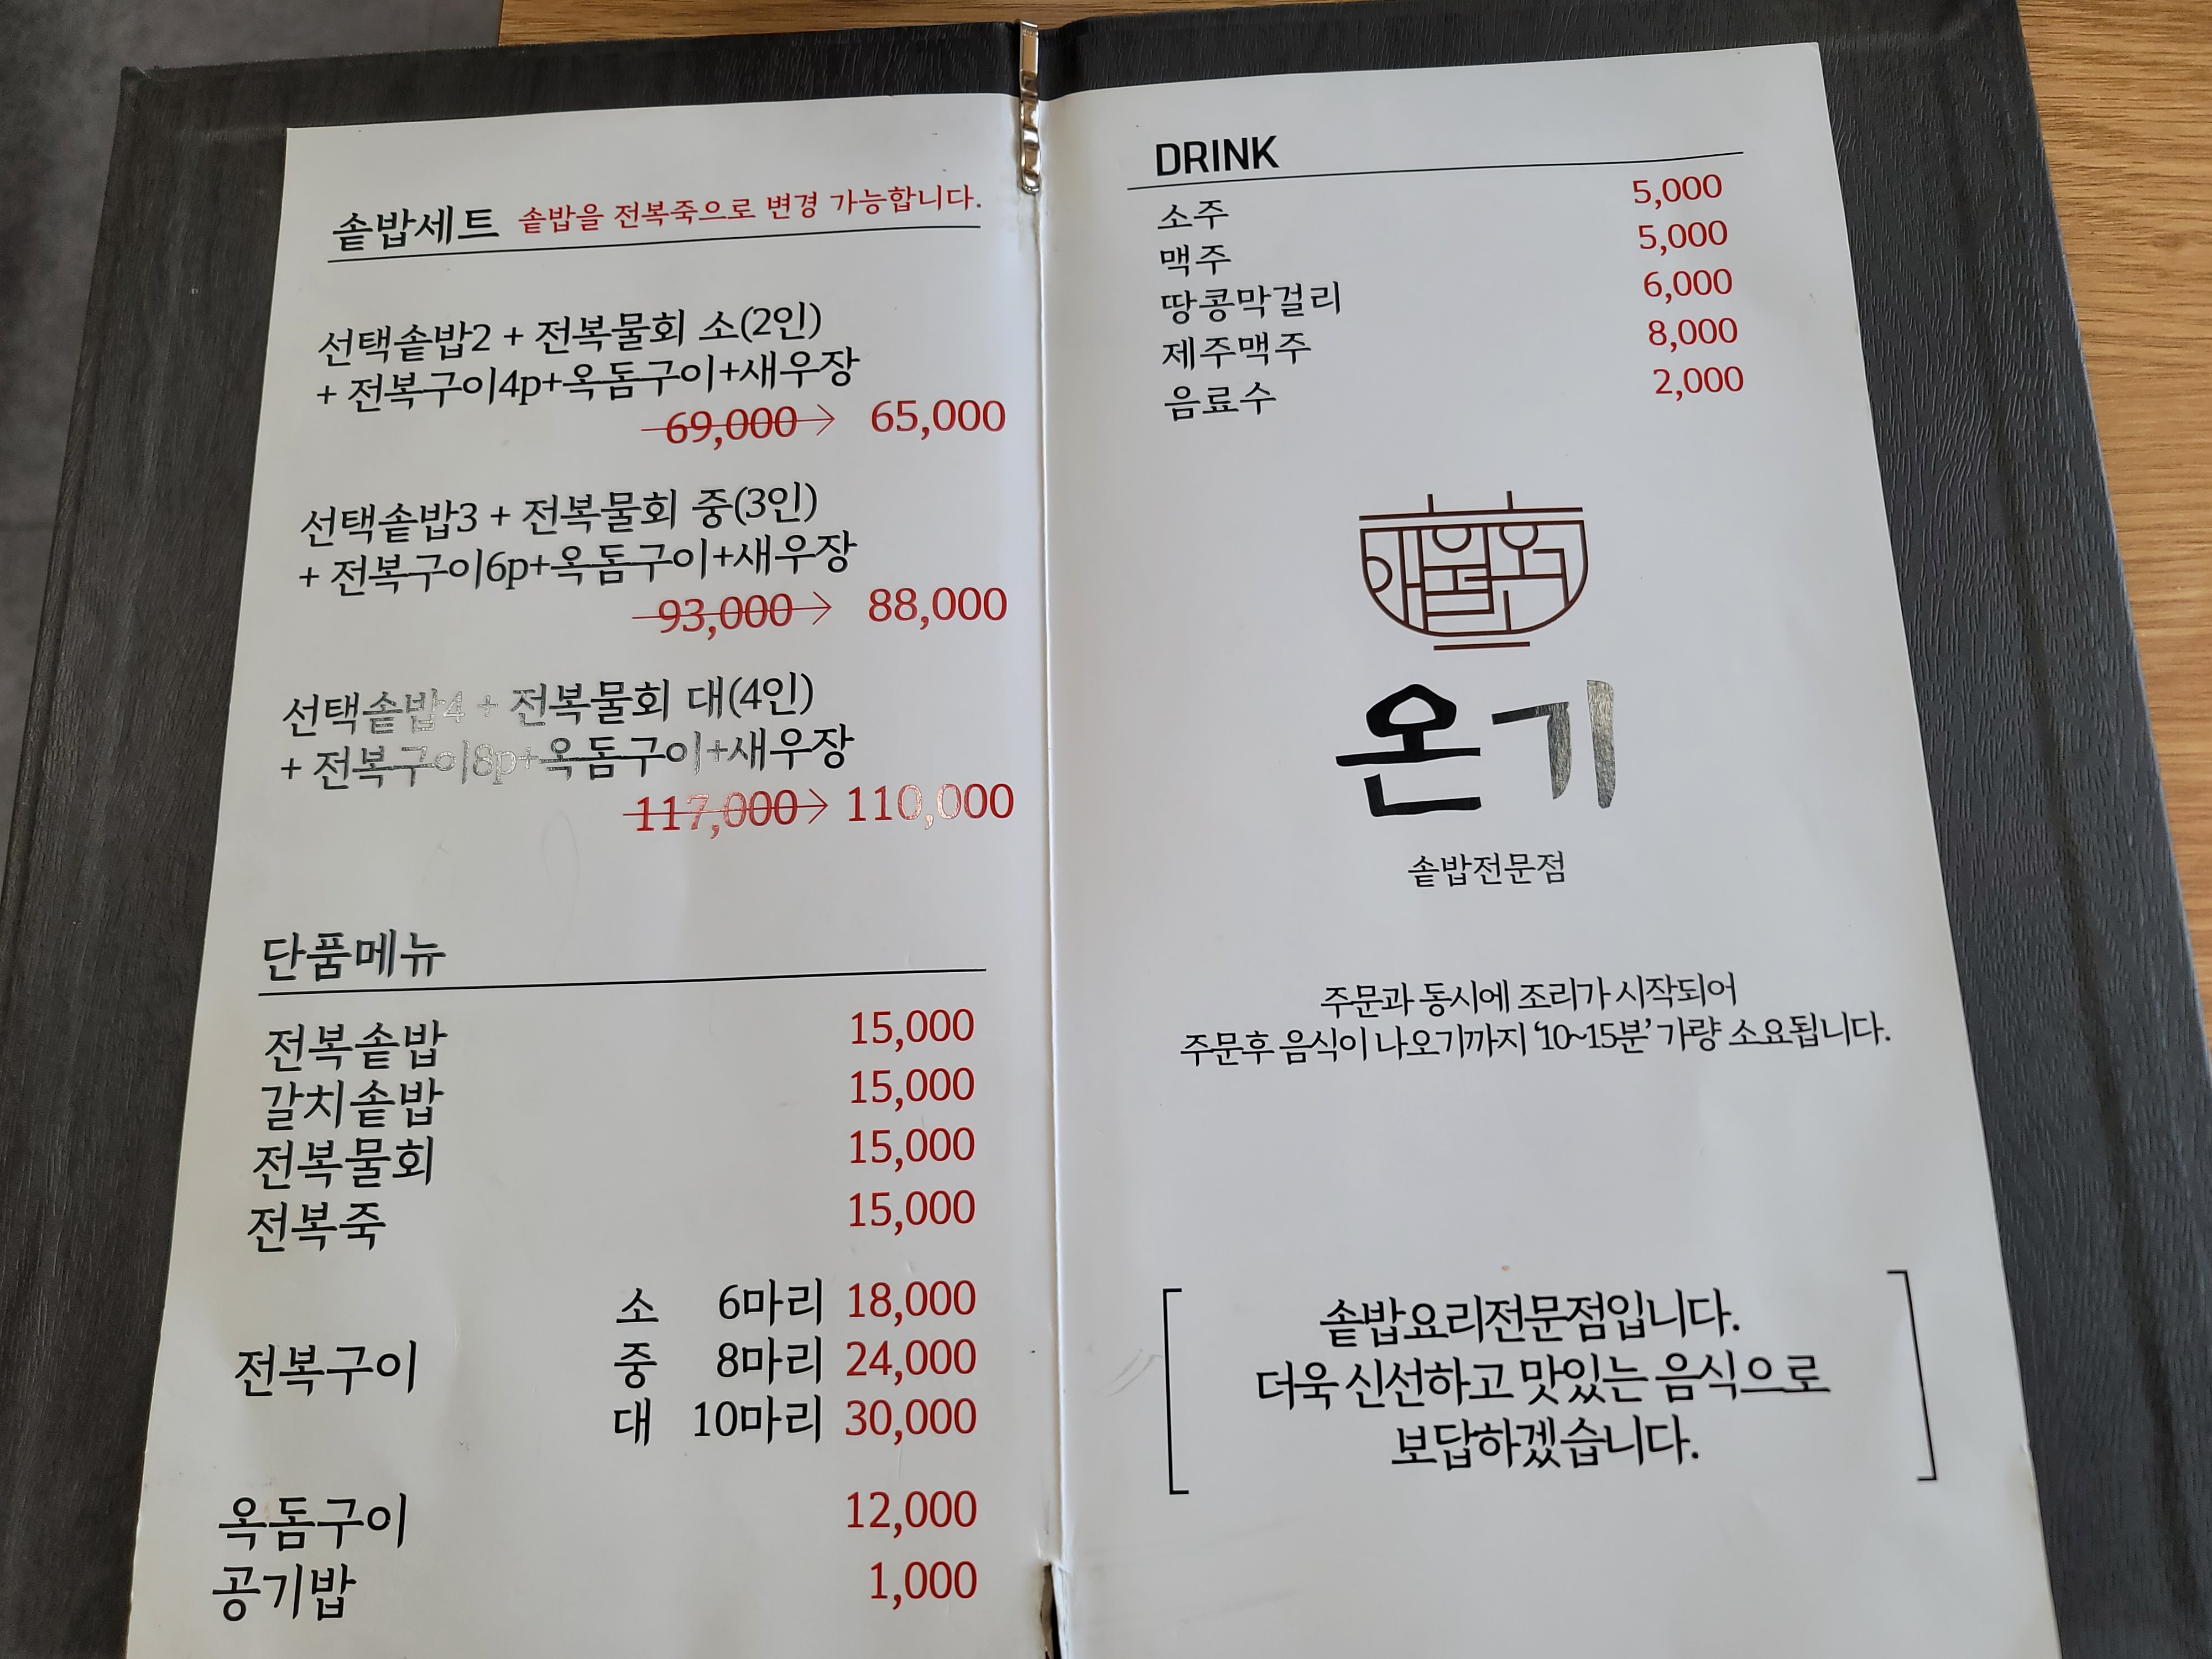 솥밥세트 솥밥을 전복죽으로 변경 가능합니다.
선택솥밥2 + 전복물회 소(2인)
+ 전복구이4p+옥돔구이+새우장
69,000→ 65,000
선택솥밥3 + 전복물회 중(3인)
+ 전복구이6p+옥돔구이+새우장
93,000→ 88,000
선택솥밥4 + 전복물회 대(4인)
+ 전복구이8p+옥돔구이+새우장
117,000→ 110,000
단품메뉴
전복솥밥 15,000
갈치솥밥 15,000
전복물회 15,000
전복죽 15,000
소 6마리 18,000
전복구이 중 8마리 24,000
대 10마리 30,000
옥돔구이 12,000
공기밥 1,000
DRINK
소주 5,000
맥주 5,000
땅콩막걸리 6,000
제주맥주 8,000
음료수 2,000
온기
솥밥전문점
주문과 동시에 조리가 시작되어
주문후 음식이 나오기까지 '10~15분' 가량 소요됩니다.
솥밥요리전문점입니다.
더욱 신선하고 맛있는 음식으로
보답하겠습니다.